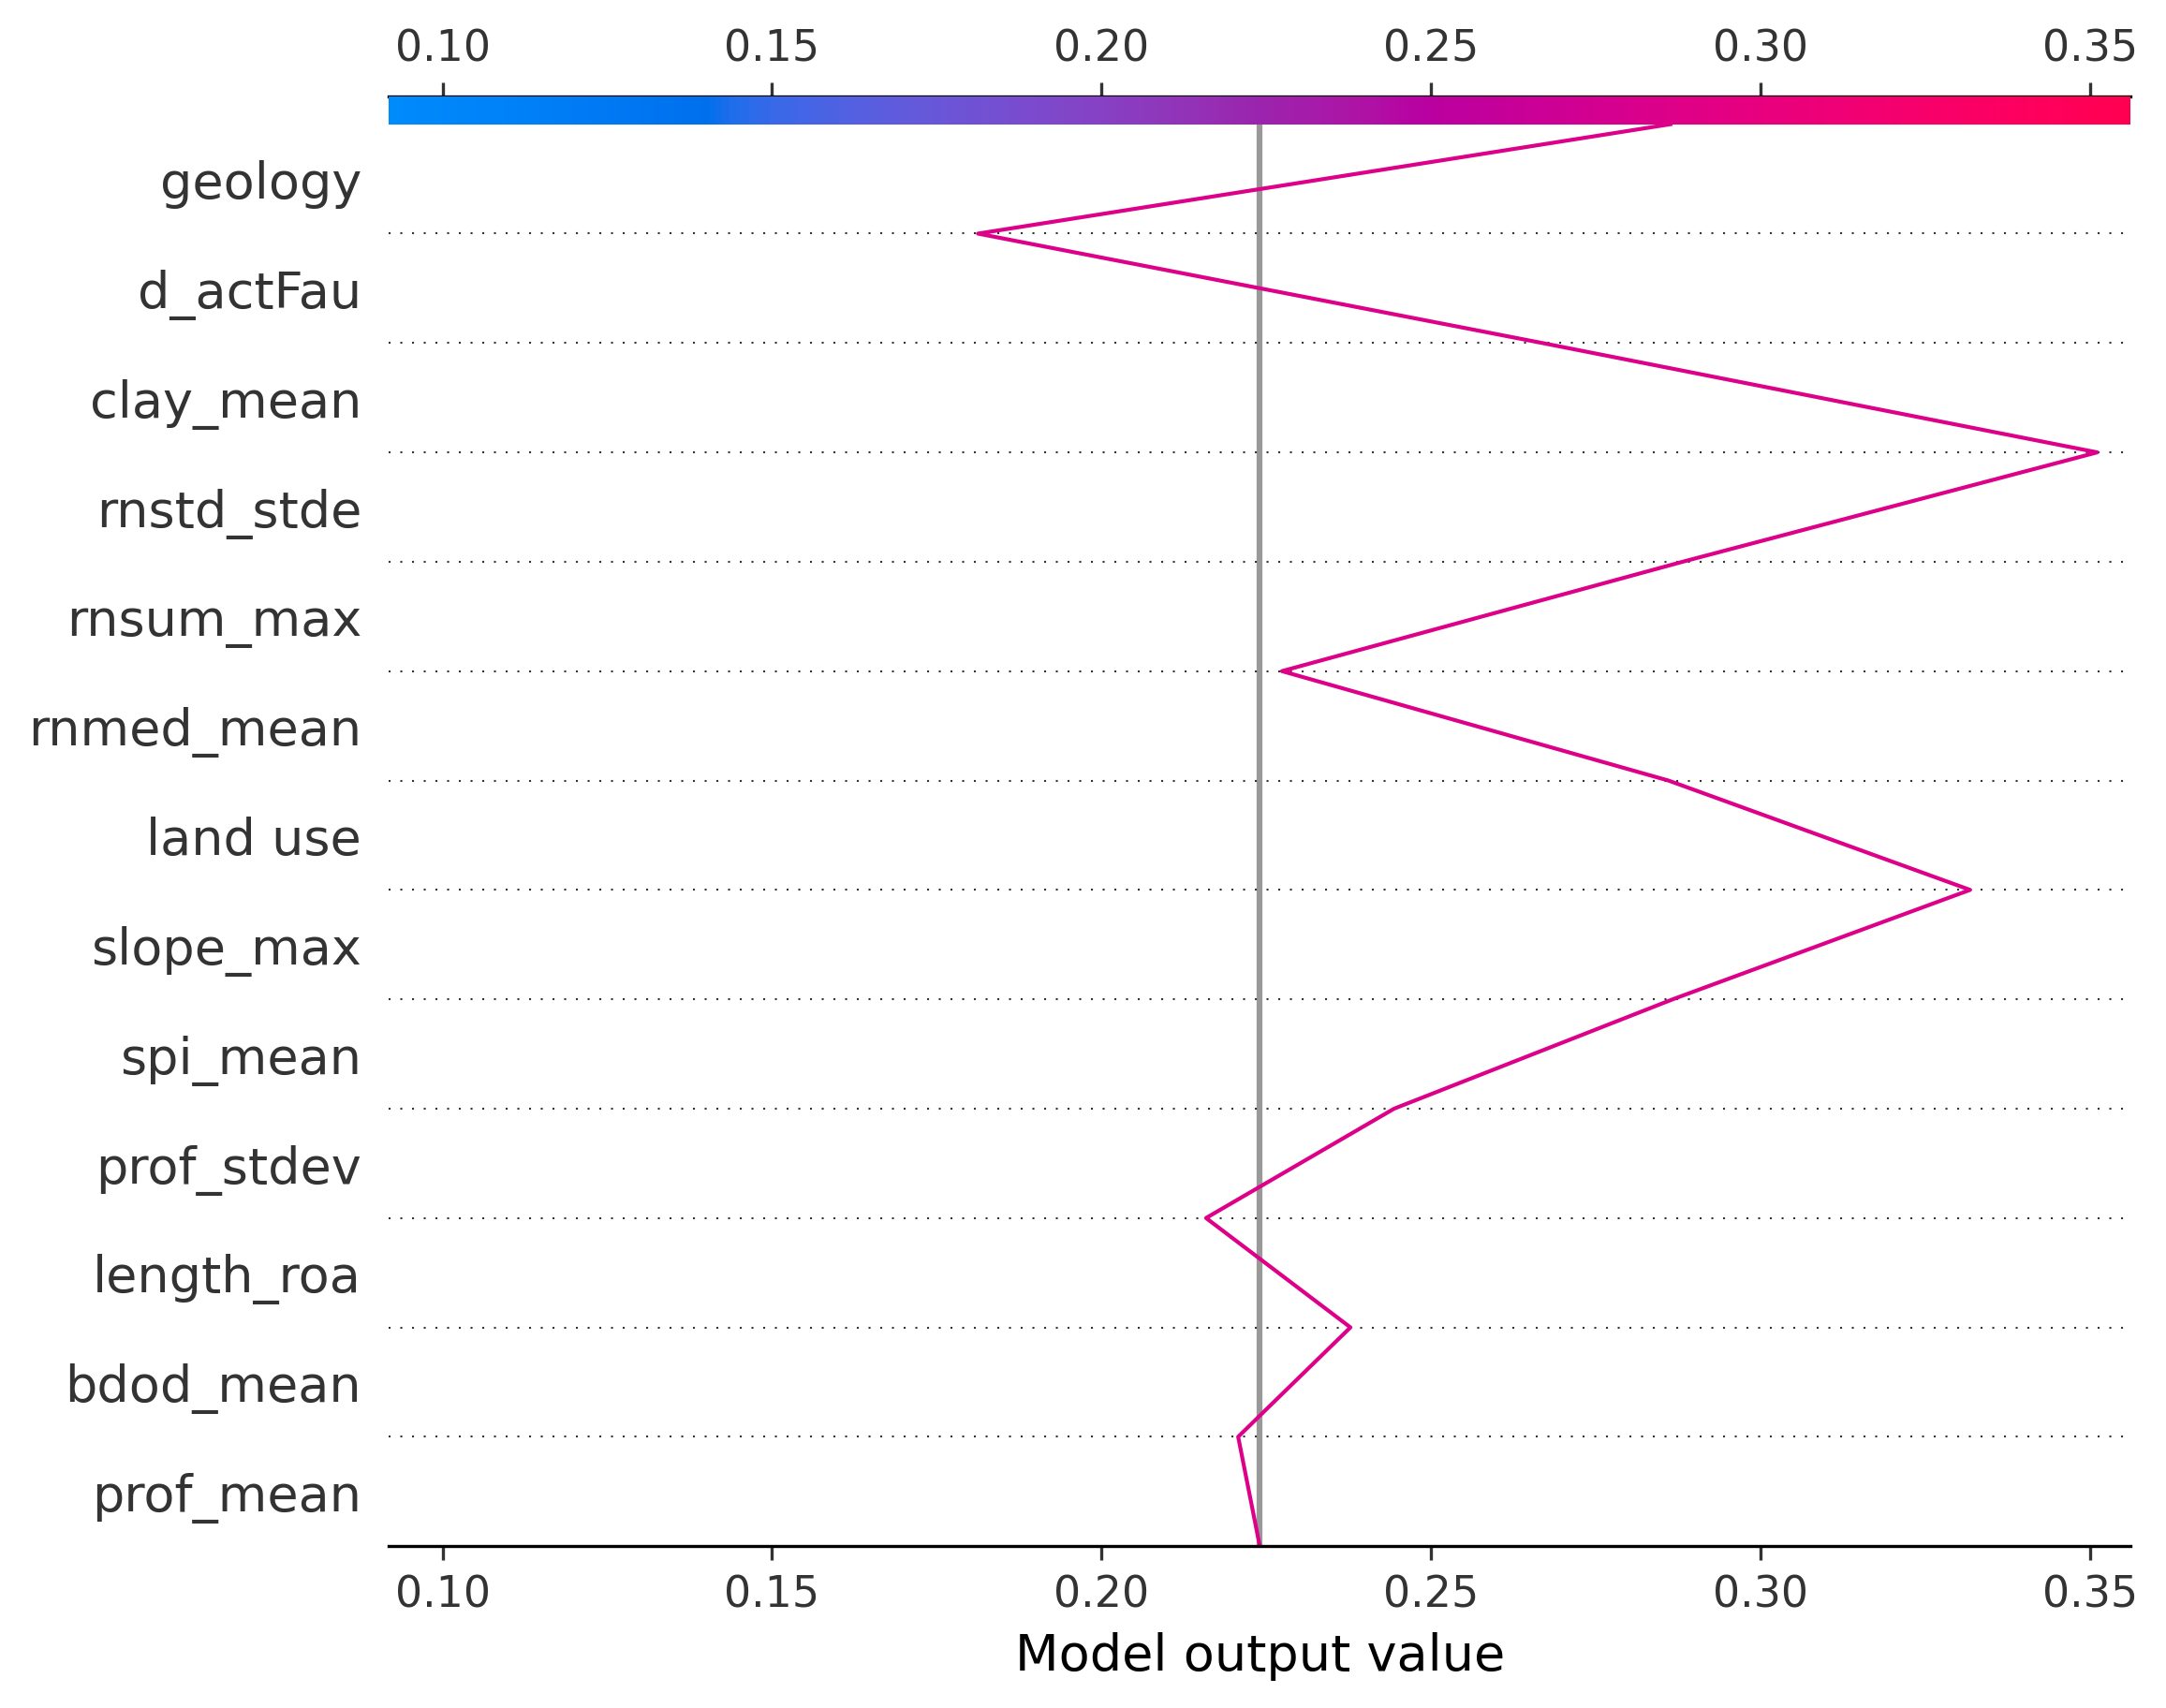 0.10 0.15 0.20 0.25 0.30 0.35
geology
d_actFau
clay_mean
rnstd_stde
rnsum_max
rnmed_mean
land use
slope_max
spi_mean
prof_stdev
length_roa
bdod_mean
prof_mean
0.10 0.15 0.20 0.25 0.30 0.35
Model output value